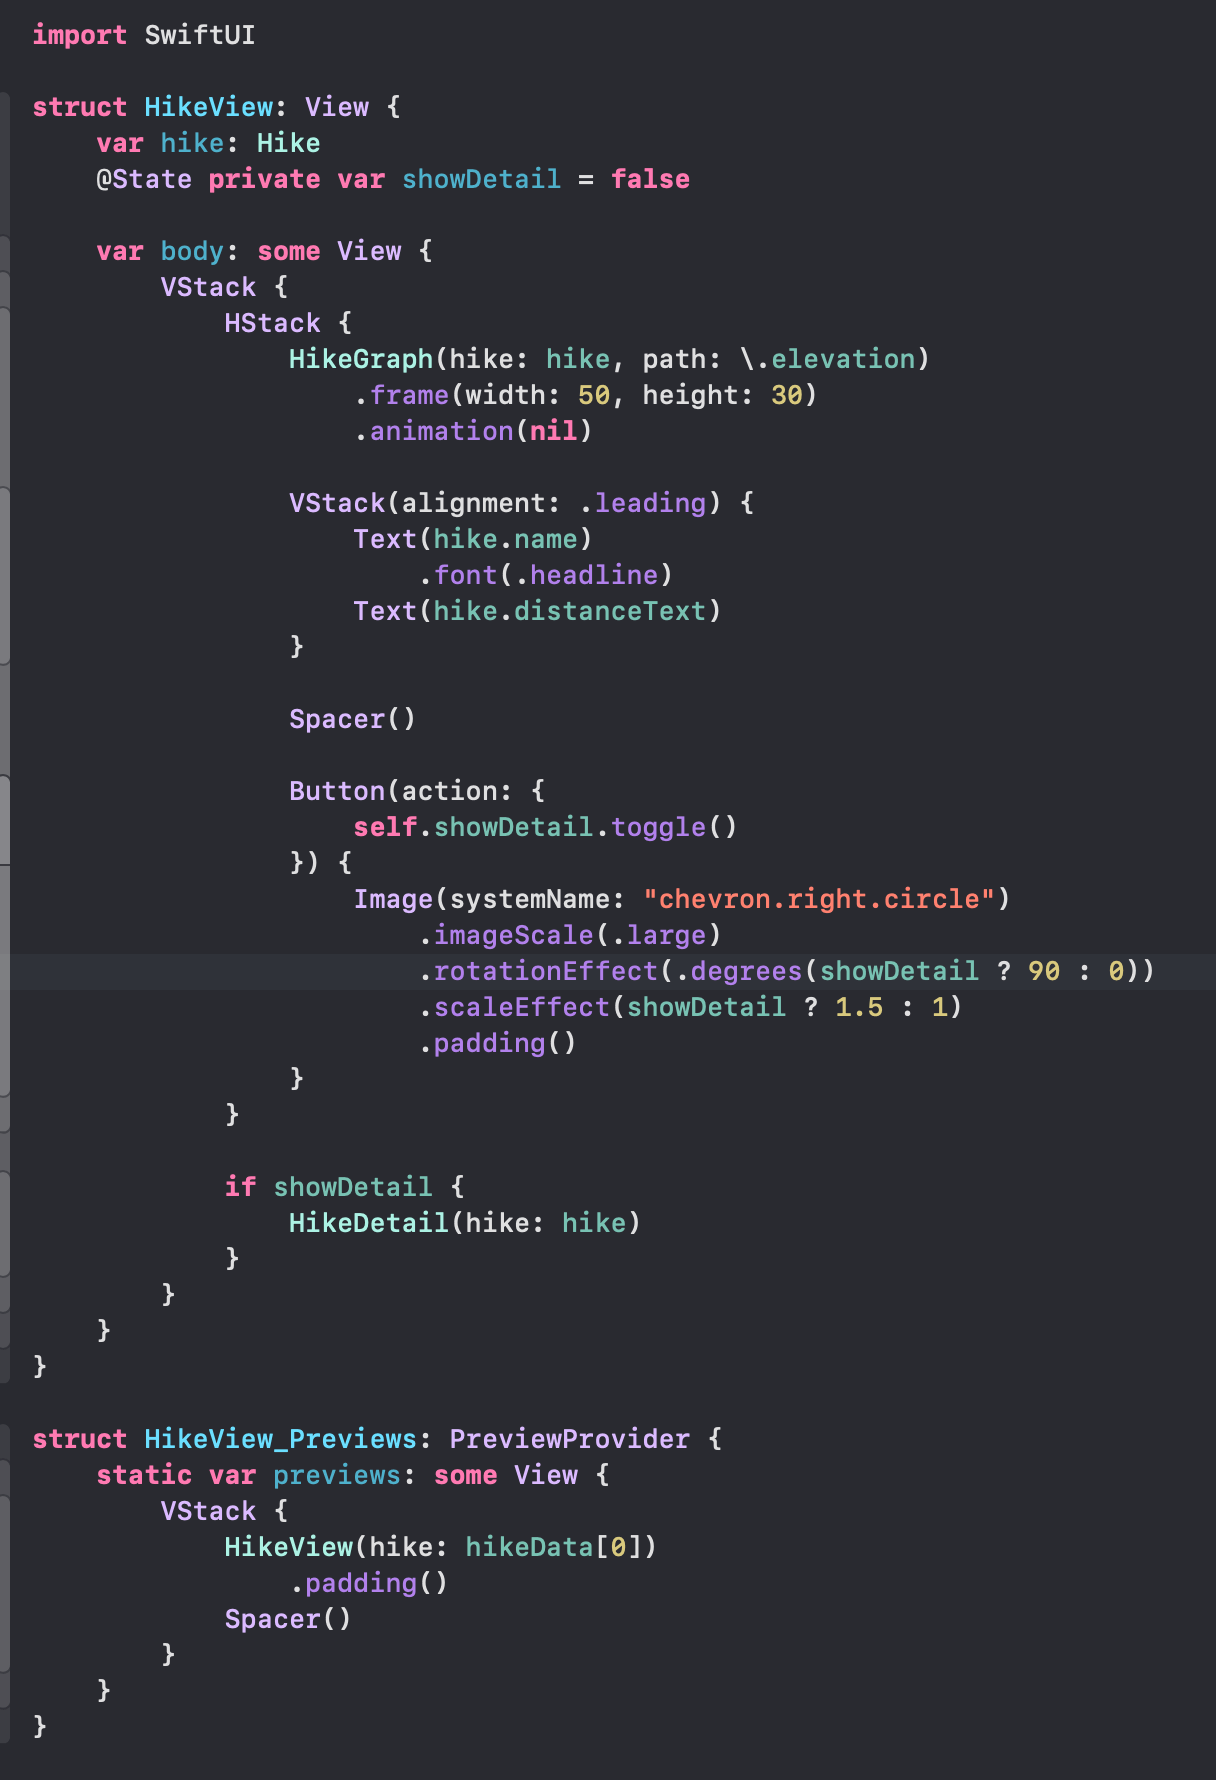 import SwiftUI

struct HikeView: View {
    var hike: Hike
    @State private var showDetail = false

    var body: some View {
        VStack {
            HStack {
                HikeGraph(hike: hike, path: \.elevation)
                    .frame(width: 50, height: 30)
                    .animation(nil)

                VStack(alignment: .leading) {
                    Text(hike.name)
                        .font(.headline)
                    Text(hike.distanceText)
                }

                Spacer()

                Button(action: {
                    self.showDetail.toggle()
                }) {
                    Image(systemName: "chevron.right.circle")
                        .imageScale(.large)
                        .rotationEffect(.degrees(showDetail ? 90 : 0))
                        .scaleEffect(showDetail ? 1.5 : 1)
                        .padding()
                }
            }

            if showDetail {
                HikeDetail(hike: hike)
            }
        }
    }
}

struct HikeView_Previews: PreviewProvider {
    static var previews: some View {
        VStack {
            HikeView(hike: hikeData[0])
                .padding()
            Spacer()
        }
    }
}